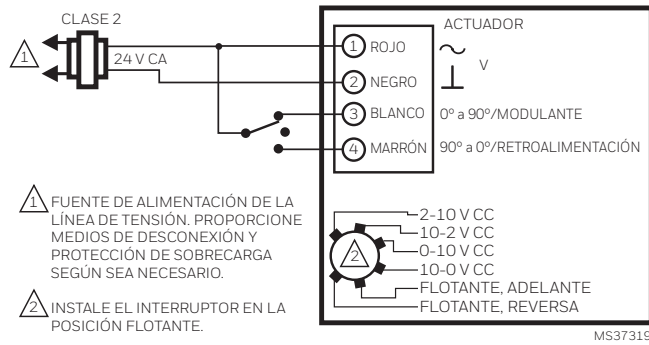 CLASE 2
ACTUADOR
1
24 V CA
1 ROJO
V
2 NEGRO
3 BLANCO 0º a 90º/MODULANTE
4 MARRÓN 90º a 0º/RETROALIMENTACIÓN
1 FUENTE DE ALIMENTACIÓN DE LA
LÍNEA DE TENSIÓN. PROPORCIONE
MEDIOS DE DESCONEXIÓN Y
PROTECCIÓN DE SOBRECARGA
SEGÚN SEA NECESARIO.
2 INSTALE EL INTERRUPTOR EN LA
POSICIÓN FLOTANTE.
2
2-10 V CC
10-2 V CC
0-10 V CC
10-0 V CC
FLOTANTE, ADELANTE
FLOTANTE, REVERSA
MS37319